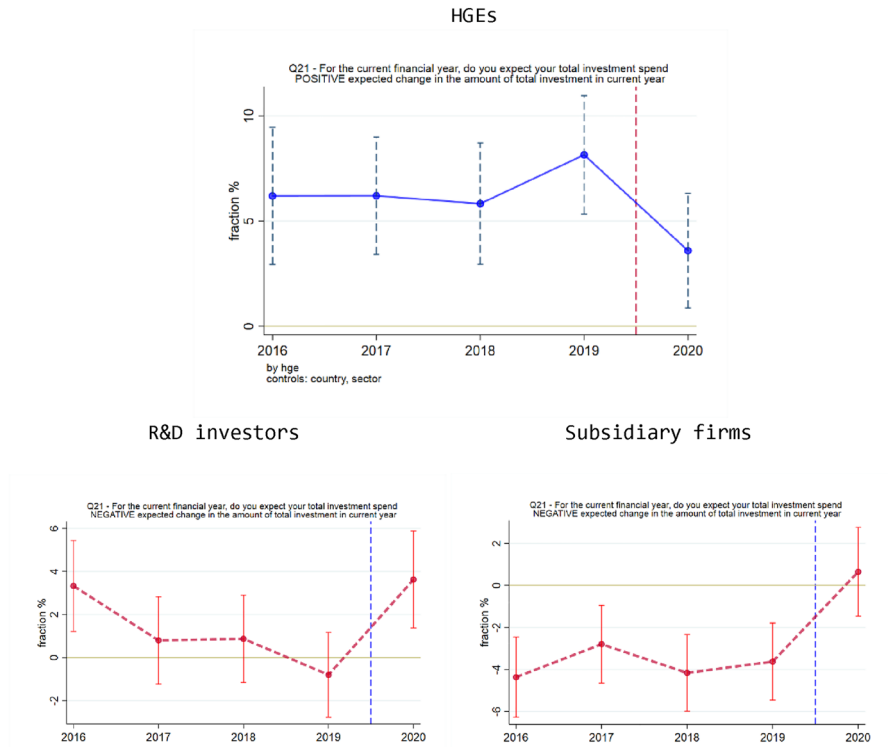 HGEs
Q21 - For the current financial year, do you expect your total investment spend
POSITIVE expected change in the amount of total investment in current year
10
5
0
fraction %
2016 2017 2018 2019 2020
by hge
controls: country, sector
R&D investors
Q21 - For the current financial year, do you expect your total investment spend
NEGATIVE expected change in the amount of total investment in current year
6
4
2
0
-2
fraction %
2016 2017 2018 2019 2020
Subsidiary firms
Q21 - For the current financial year, do you expect your total investment spend
NEGATIVE expected change in the amount of total investment in current year
2
0
-2
-4
-6
fraction %
2016 2017 2018 2019 2020